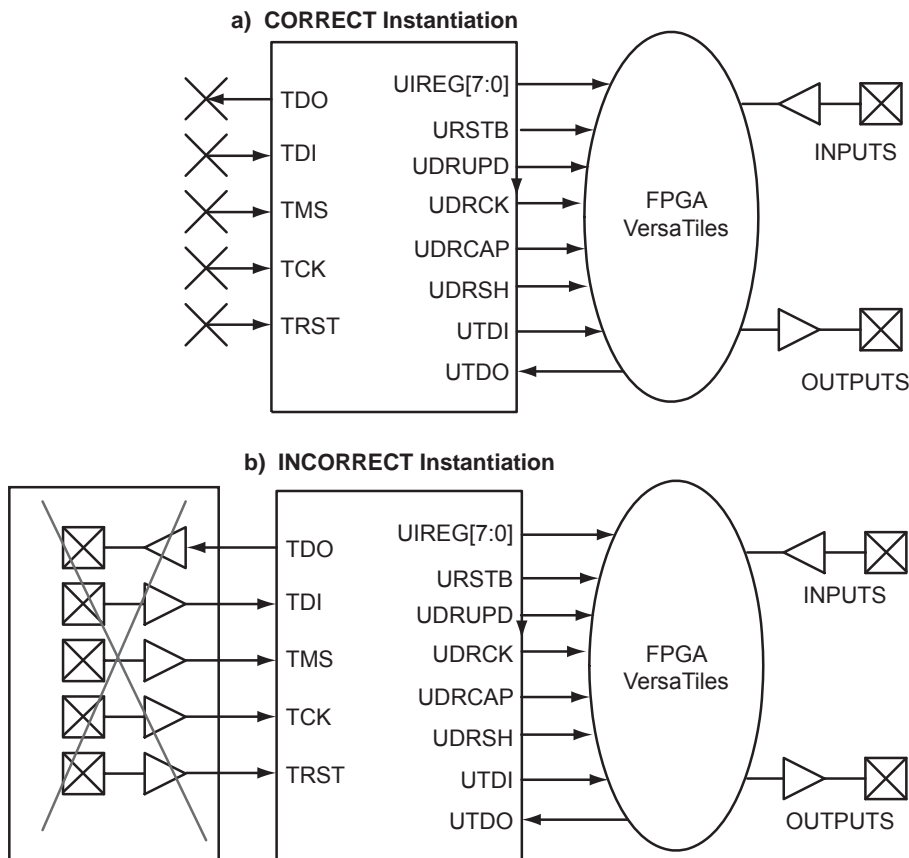 a) CORRECT Instantiation
TDO
TDI
TMS
TCK
TRST
UIREG[7:0]
URSTB
UDRUPD
UDRCK
UDRCAP
UDRSH
UTDI
UTDO
FPGA
VersaTiles
INPUTS
OUTPUTS
b) INCORRECT Instantiation
TDO
TDI
TMS
TCK
TRST
UIREG[7:0]
URSTB
UDRUPD
UDRCK
UDRCAP
UDRSH
UTDI
UTDO
FPGA
VersaTiles
INPUTS
OUTPUTS